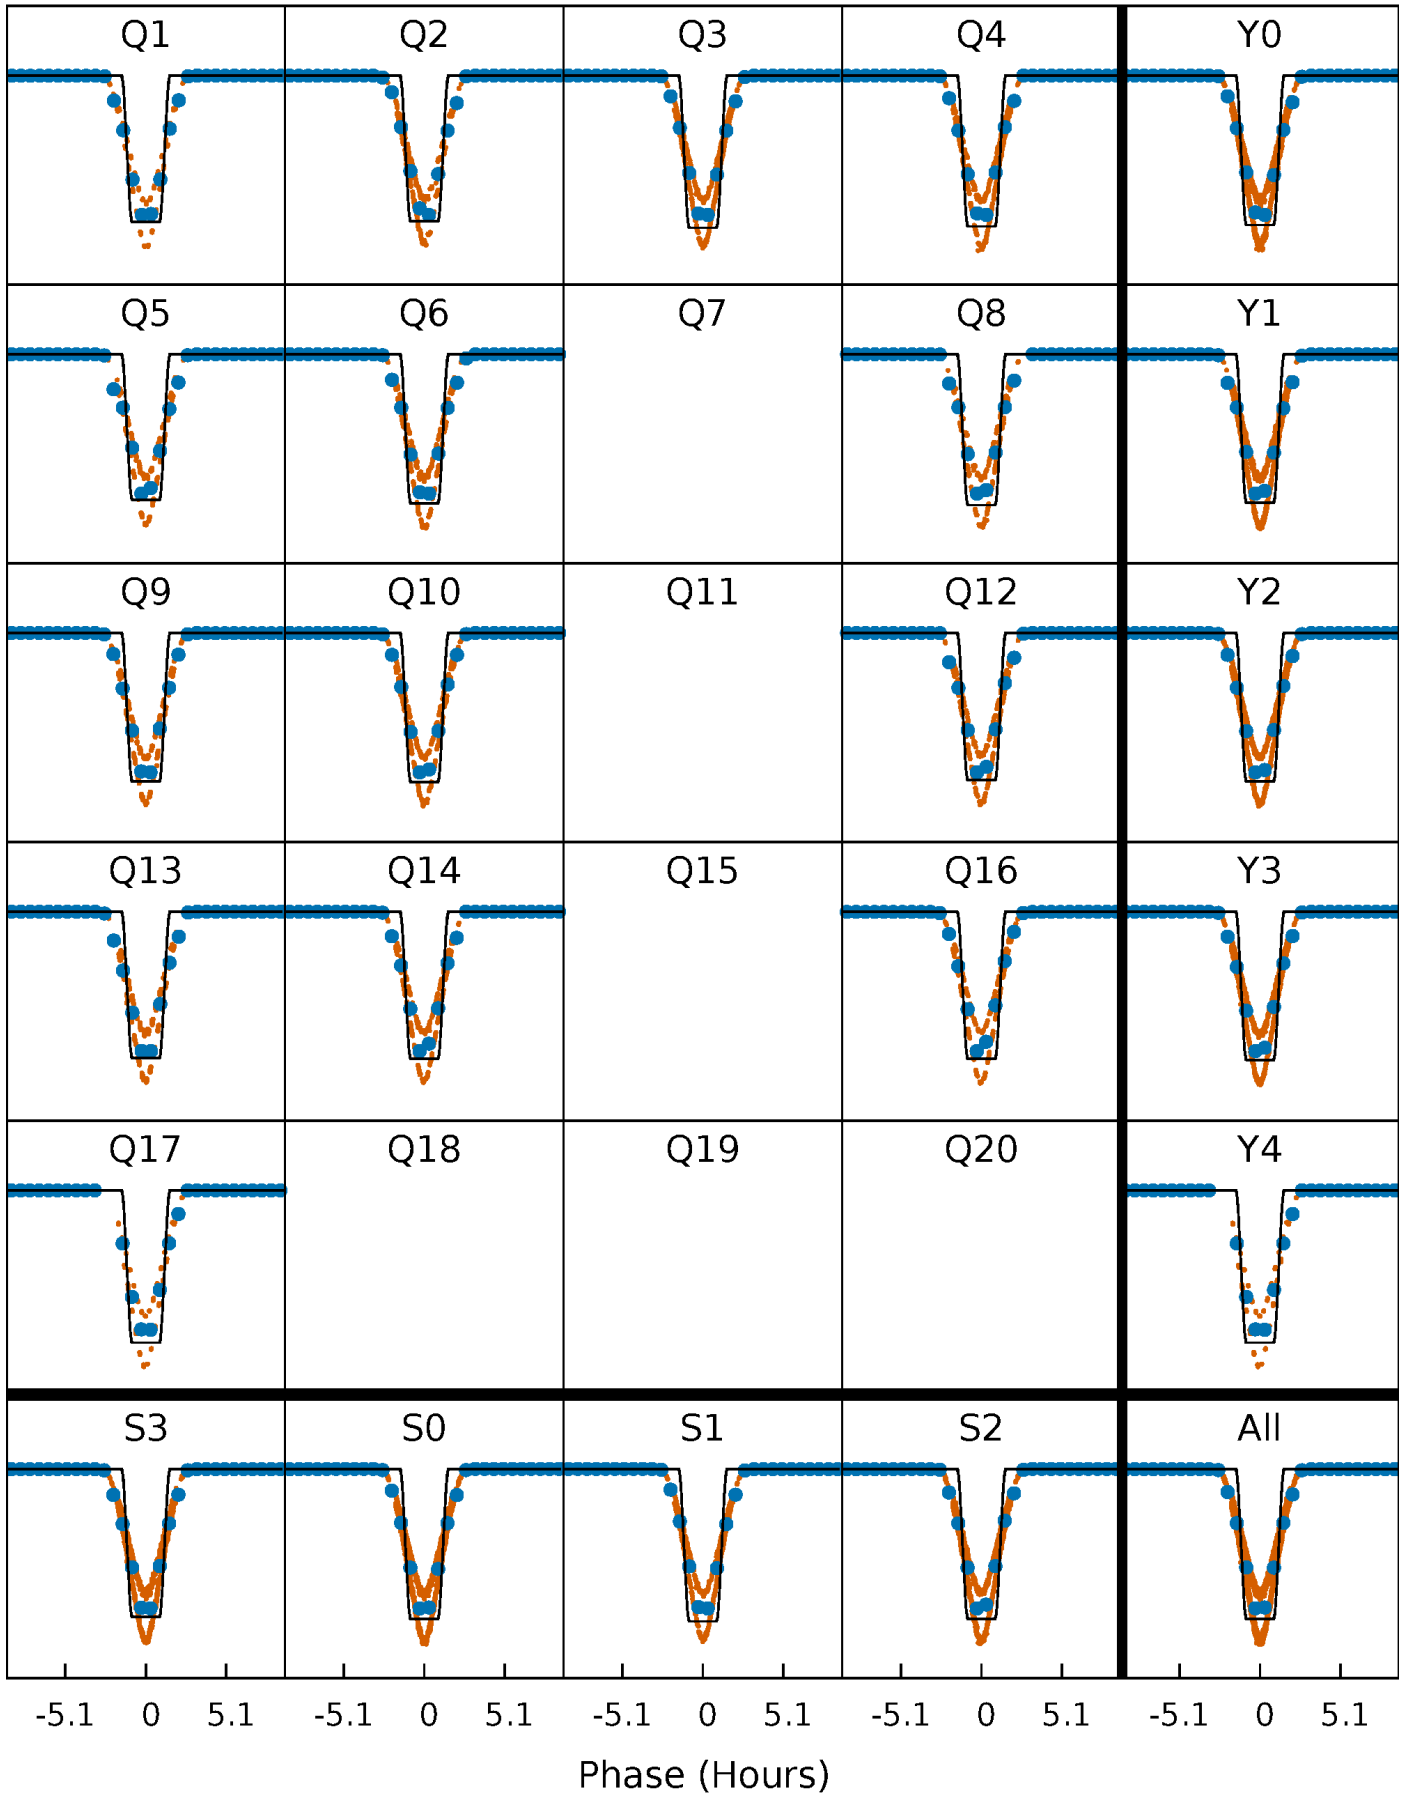 Q1 Q2 Q3 Q4 Y0
Q5 Q6 Q7 Q8 Y1
Q9 Q10 Q11 Q12 Y2
Q13 Q14 Q15 Q16 Y3
Q17 Q18 Q19 Q20 Y4
S3 S0 S1 S2 All
-5.1 0 5.1 -5.1 0 5.1 -5.1 0 5.1 -5.1 0 5.1 -5.1 0 5.1
Phase (Hours)